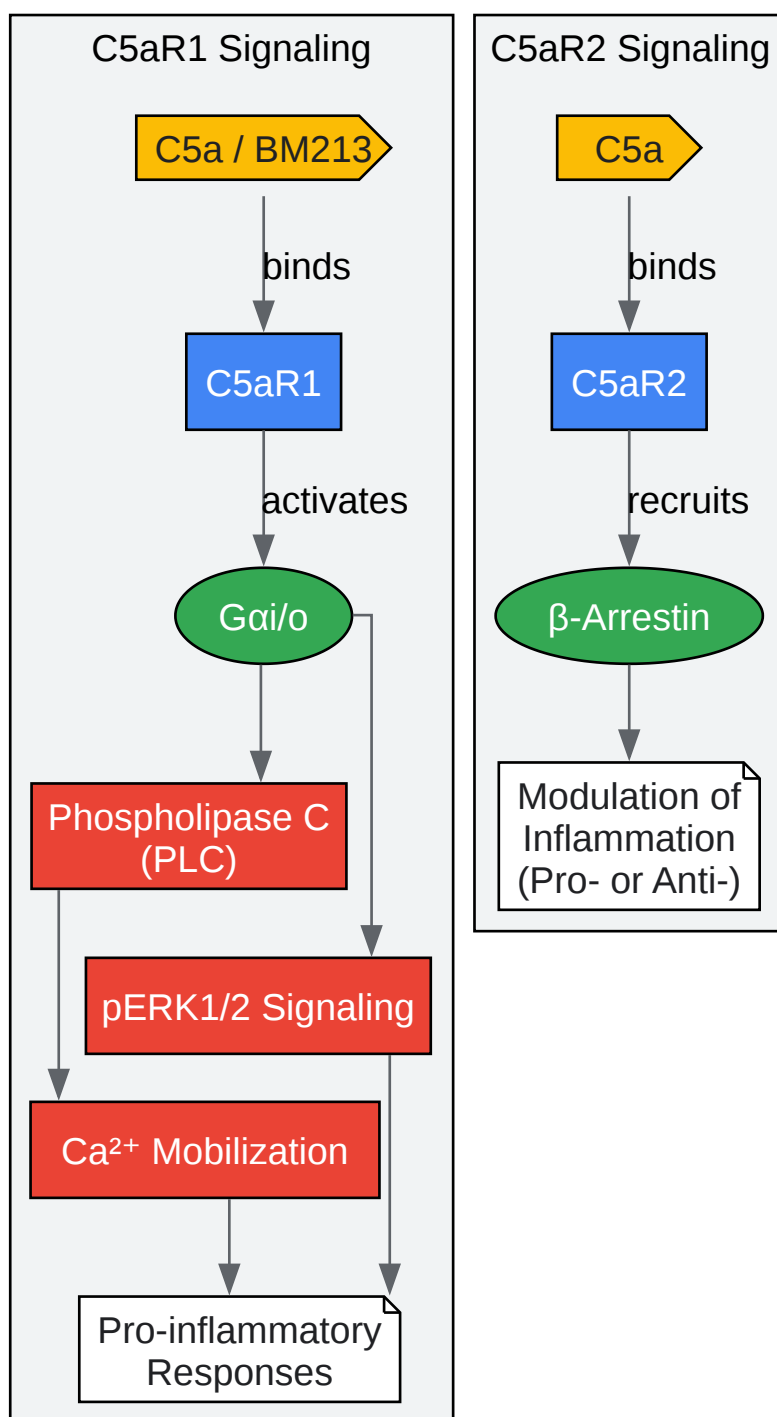 C5aR1 Signaling
C5a / BM213
binds
C5aR1
activates
Gαi/o
Phospholipase C
(PLC)
pERK1/2 Signaling
Ca²⁺ Mobilization
Pro-inflammatory
Responses
C5aR2 Signaling
C5a
binds
C5aR2
recruits
β-Arrestin
Modulation of
Inflammation
(Pro- or Anti-)